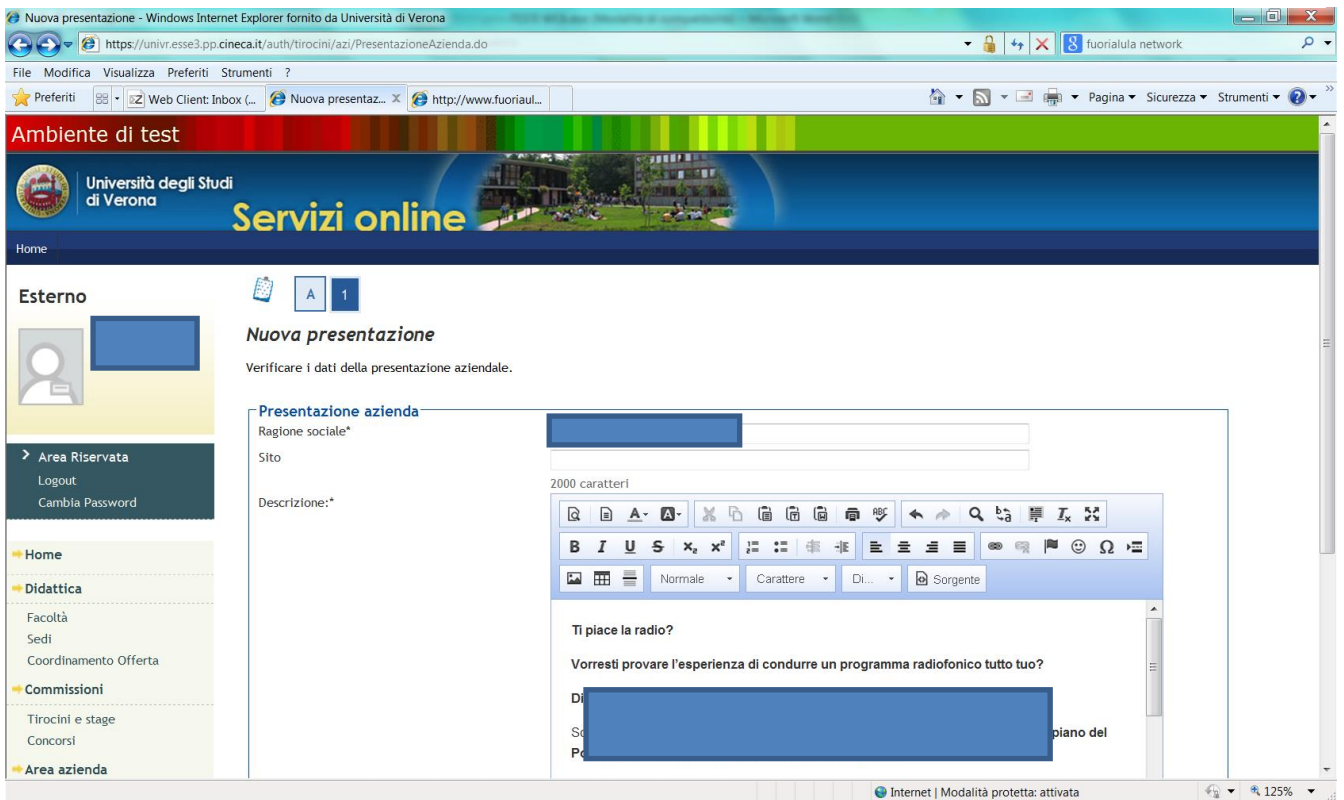 Nuova presentazione - Windows Internet Explorer fornito da Università di Verona
https://univr.esse3.pp.cineca.it/auth/tirocini/azi/PresentazioneAzienda.do
fuorialula network
File Modifica Visualizza Preferiti Strumenti ?
Preferiti
Web Client: Inbox (...
Nuova presentaz... X
http://www.fuoriaul...
Pagina
Sicurezza
Strumenti
Ambiente di test
Università degli Studi
di Verona
Servizi online
Home
Esterno
A 1
Nuova presentazione
Verificare i dati della presentazione aziendale.
Presentazione azienda
Ragione sociale*
Sito
2000 caratteri
Descrizione:*
Normale
Carattere
Di...
Sorgente
Ti piace la radio?
Vorresti provare l'esperienza di condurre un programma radiofonico tutto tuo?
Di
piano del
Area Riservata
Logout
Cambia Password
Home
Didattica
Facoltà
Sedi
Coordinamento Offerta
Commissioni
Tirocini e stage
Concorsi
Area azienda
Internet | Modalità protetta: attivata
125%